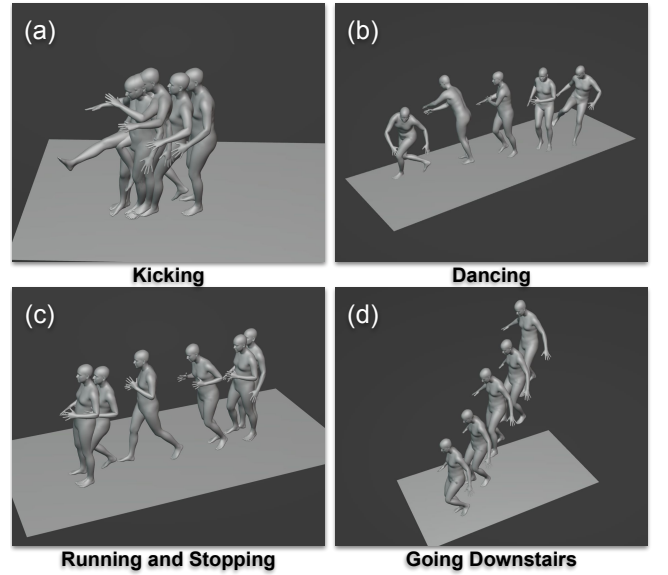 (a)
(b)
Kicking
Dancing
(c)
(d)
Running and Stopping
Going Downstairs